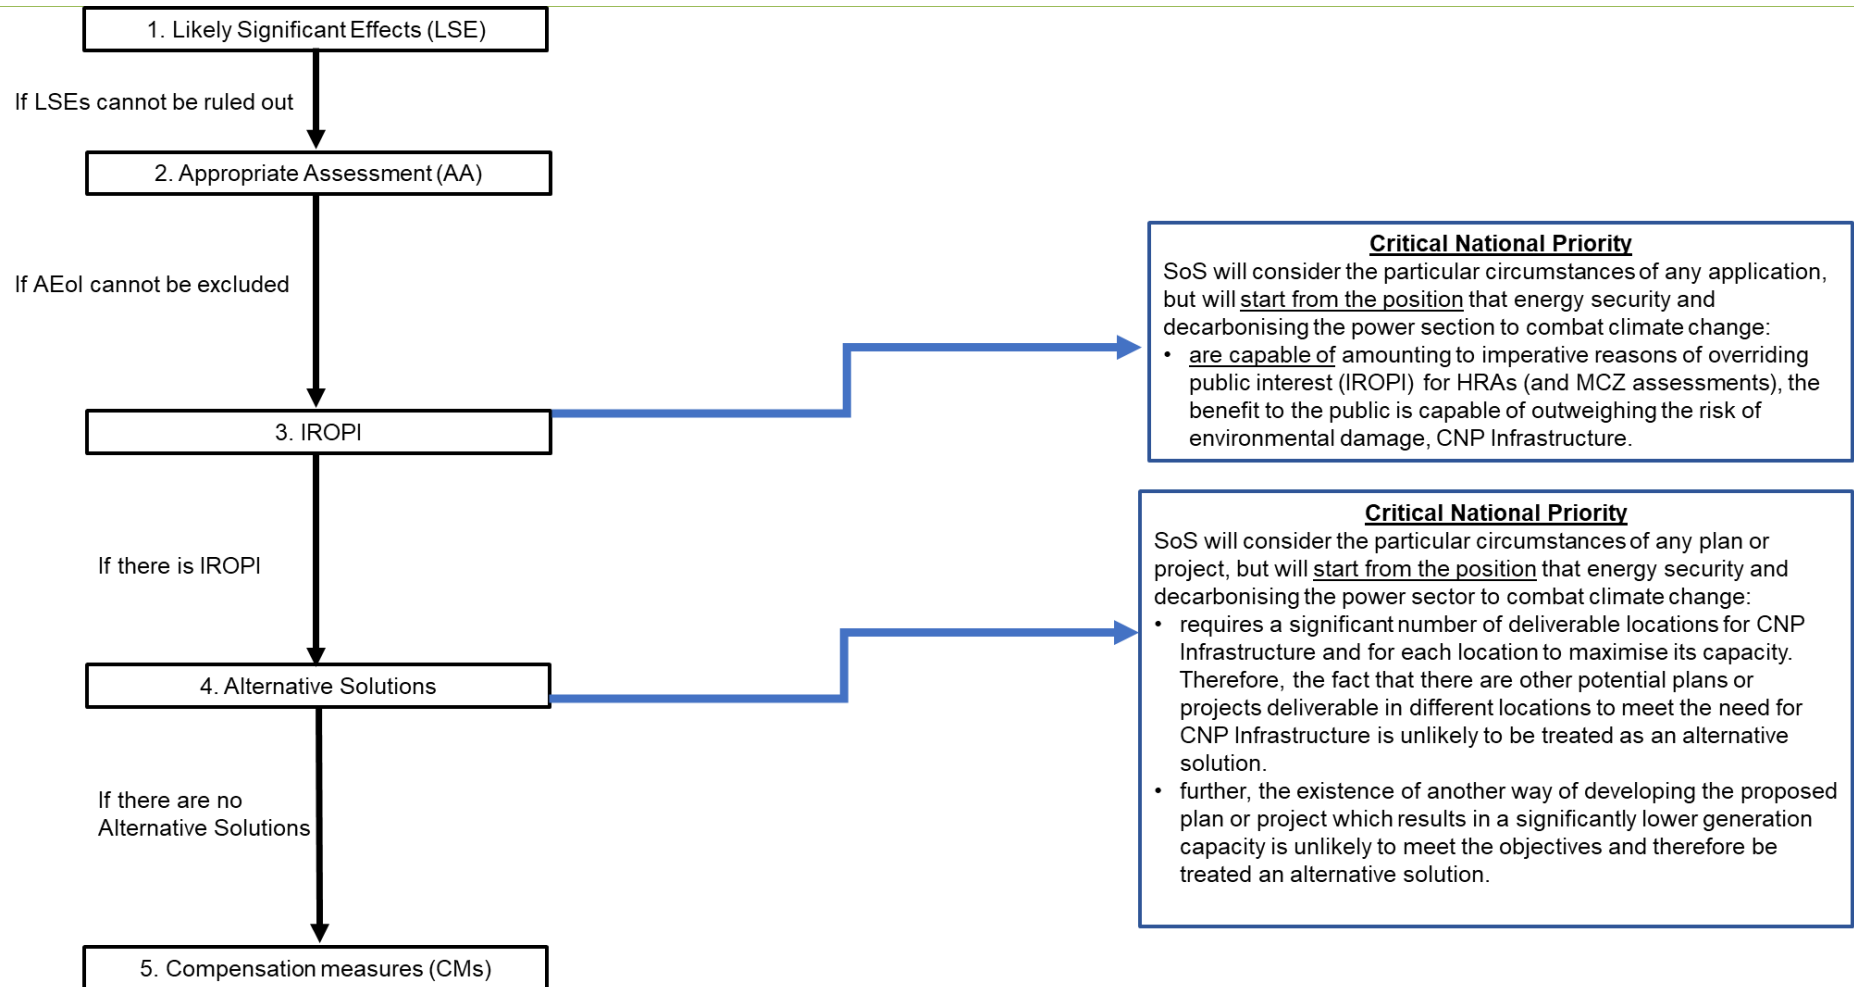 1. Likely Significant Effects (LSE)
If LSEs cannot be ruled out
2. Appropriate Assessment (AA)
If AEoI cannot be excluded
3. IROPI
If there is IROPI
4. Alternative Solutions
If there are no
Alternative Solutions
5. Compensation measures (CMs)
Critical National Priority
SoS will consider the particular circumstances of any application,
but will start from the position that energy security and
decarbonising the power section to combat climate change:
• are capable of amounting to imperative reasons of overriding
public interest (IROPI) for HRAs (and MCZ assessments), the
benefit to the public is capable of outweighing the risk of
environmental damage, CNP Infrastructure.
Critical National Priority
SoS will consider the particular circumstances of any plan or
project, but will start from the position that energy security and
decarbonising the power sector to combat climate change:
• requires a significant number of deliverable locations for CNP
Infrastructure and for each location to maximise its capacity.
Therefore, the fact that there are other potential plans or
projects deliverable in different locations to meet the need for
CNP Infrastructure is unlikely to be treated as an alternative
solution.
• further, the existence of another way of developing the proposed
plan or project which results in a significantly lower generation
capacity is unlikely to meet the objectives and therefore be
treated an alternative solution.